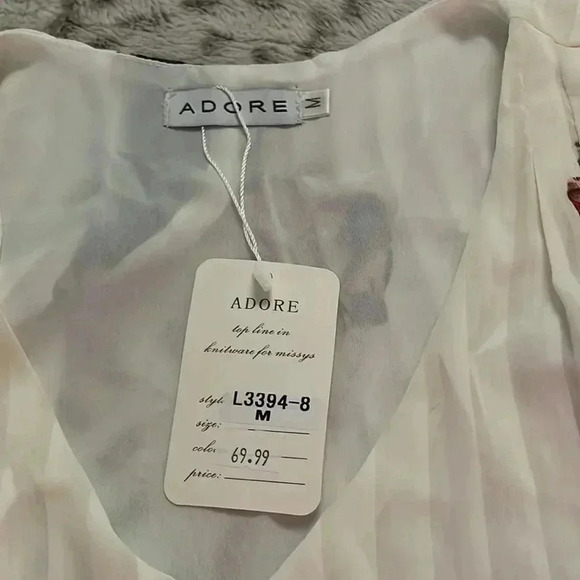 ADORE
M
ADORE
top line in
knitware for missys
style: L3394-8
M
size:
color: 69.99
price: